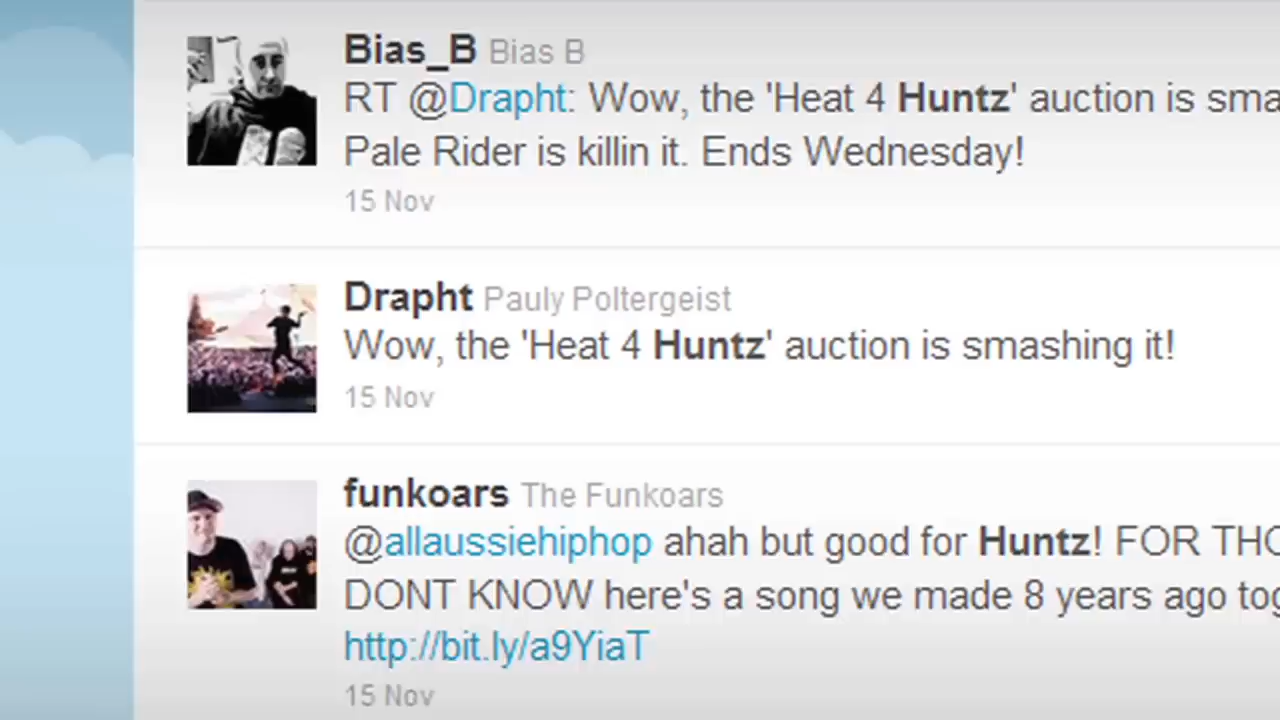 Bias_B Bias B
RT @Drapht: Wow, the 'Heat 4 Huntz' auction is
Pale Rider is killin it. Ends Wednesday!
15 Nov
Drapht Pauly Poltergeist
Wow, the 'Heat 4 Huntz' auction is smashing it!
15 Nov
funkoars The Funkoars
@allaussiehiphop ahah but good for Huntz! FOR
DONT KNOW here's a song we made 8 years ago
http://bit.ly/a9YiaT
15 Nov